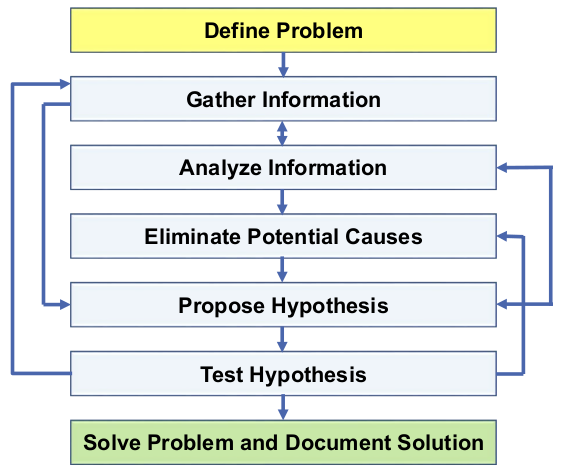 Define Problem
Gather Information
Analyze Information
Eliminate Potential Causes
Propose Hypothesis
Test Hypothesis
Solve Problem and Document Solution